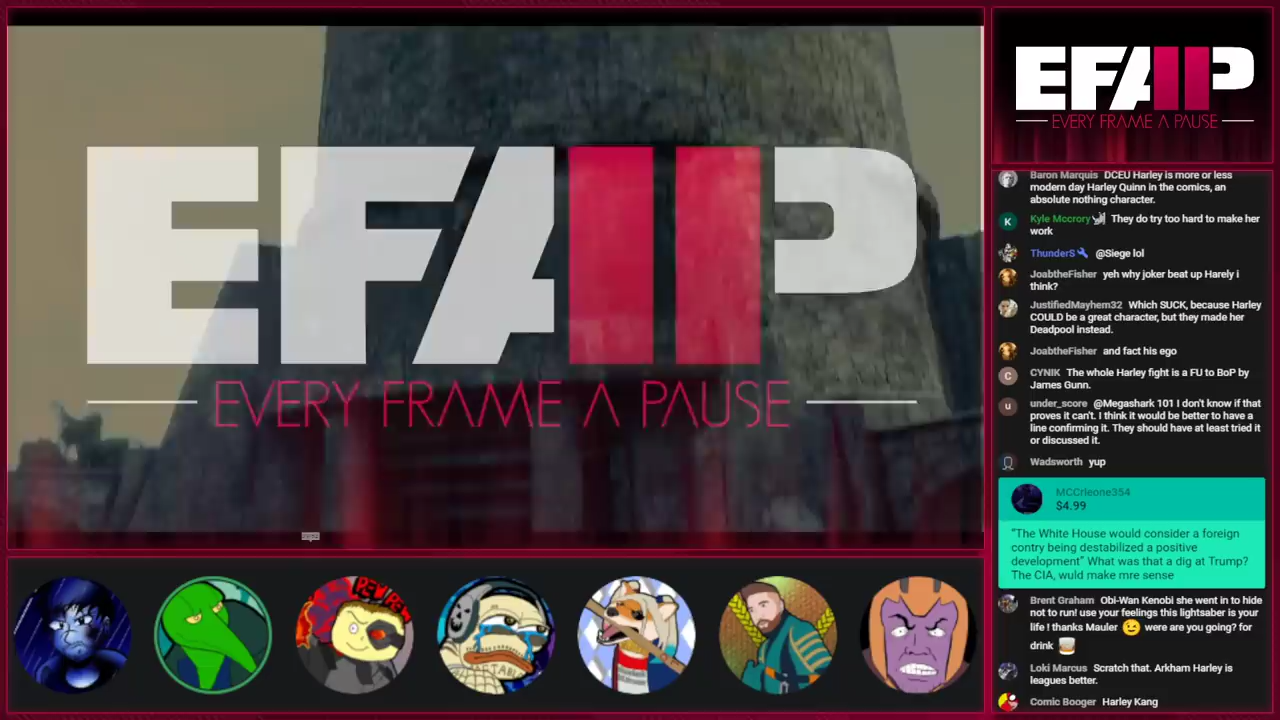 EFAP
EVERY FRAME A PAUSE
EFAP
EVERY FRAME A PAUSE
Baron Marquis DCEU Harley is more or less
modern day Harley Quinn in the comics, an
absolute nothing character.
K
Kyle Mccrory They do try too hard to make her
work
ThunderS @Siege lol
JoabtheFisher yeh why joker beat up Harely i
think?
JustifiedMayhem32 Which SUCK, because Harley
COULD be a great character, but they made her
Deadpool instead.
JoabtheFisher and fact his ego
C
CYNIK The whole Harley fight is a FU to BoP by
James Gunn.
u
under_score @Megashark 101 I don't know if that
proves it can't. I think it would be better to have a
line confirming it. They should have at least tried it
or discussed it.
Wadsworth yup
MCCrleone354
$4.99
“The White House would consider a foreign
contry being destabilized a positive
development” What was that a dig at Trump?
The CIA, wuld make mre sense
Brent Graham Obi-Wan Kenobi she went in to hide
not to run! use your feelings this lightsaber is your
life ! thanks Mauler 😉 were are you going? for
drink 🥃
Loki Marcus Scratch that. Arkham Harley is
leagues better.
Comic Booger Harley Kang
PEW PEW